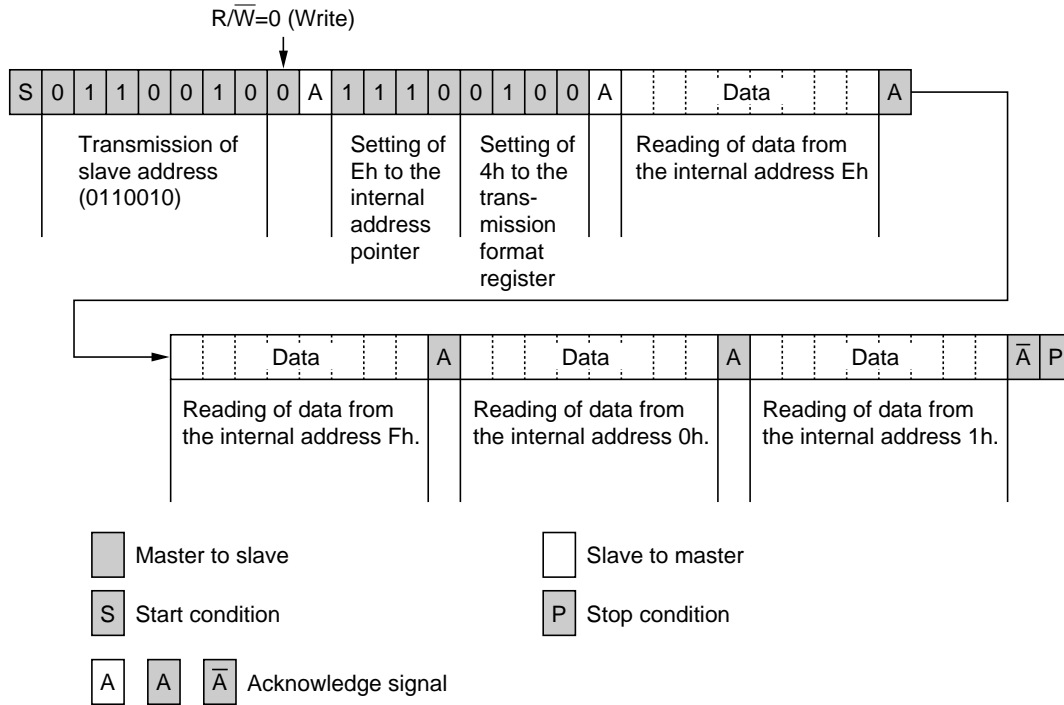 R/W̅=0 (Write)
S 0 1 1 0 0 1 0 0 A 1 1 1 0 0 1 0 0 A Data A
Transmission of
slave address
(0110010)
Setting of
Eh to the
internal
address
pointer
Setting of
4h to the
trans-
mission
format
register
Reading of data from
the internal address Eh
Data A Data A Data A̅ P
Reading of data from
the internal address Fh.
Reading of data from
the internal address 0h.
Reading of data from
the internal address 1h.
Master to slave
Slave to master
S Start condition
P Stop condition
A A A̅ Acknowledge signal